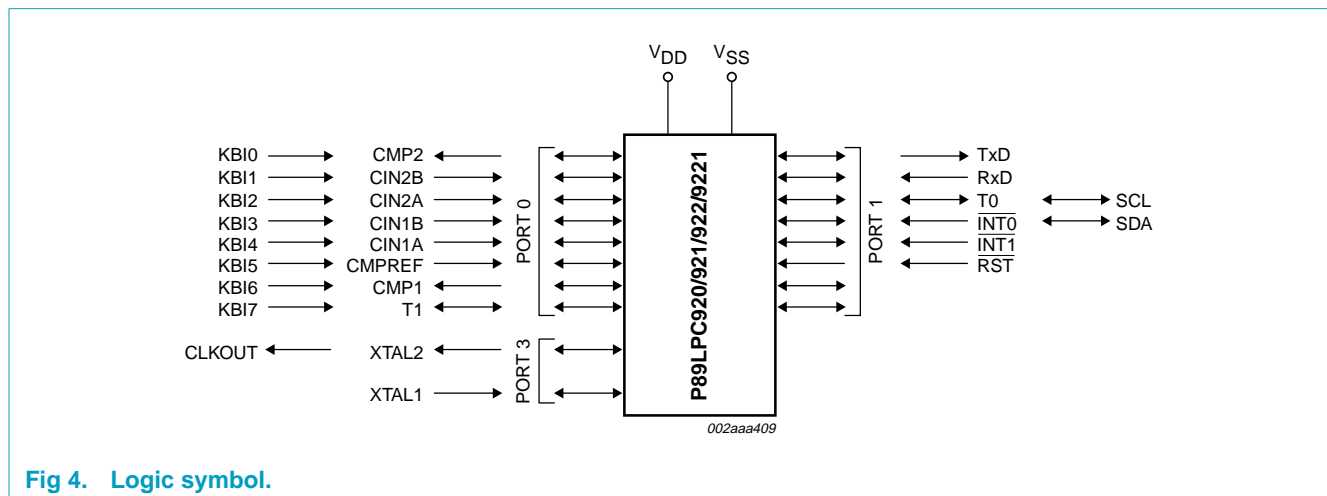 VDD VSS
KBI0 CMP2 TxD
KBI1 CIN2B RxD
KBI2 CIN2A T0 SCL
KBI3 CIN1B INT0 SDA
KBI4 CIN1A INT1
KBI5 CMPREF RST
KBI6 CMP1
KBI7 T1
PORT 0
P89LPC920/921/922/9221
PORT 1
CLKOUT XTAL2
XTAL1
PORT 3
002aaa409
Fig 4. Logic symbol.